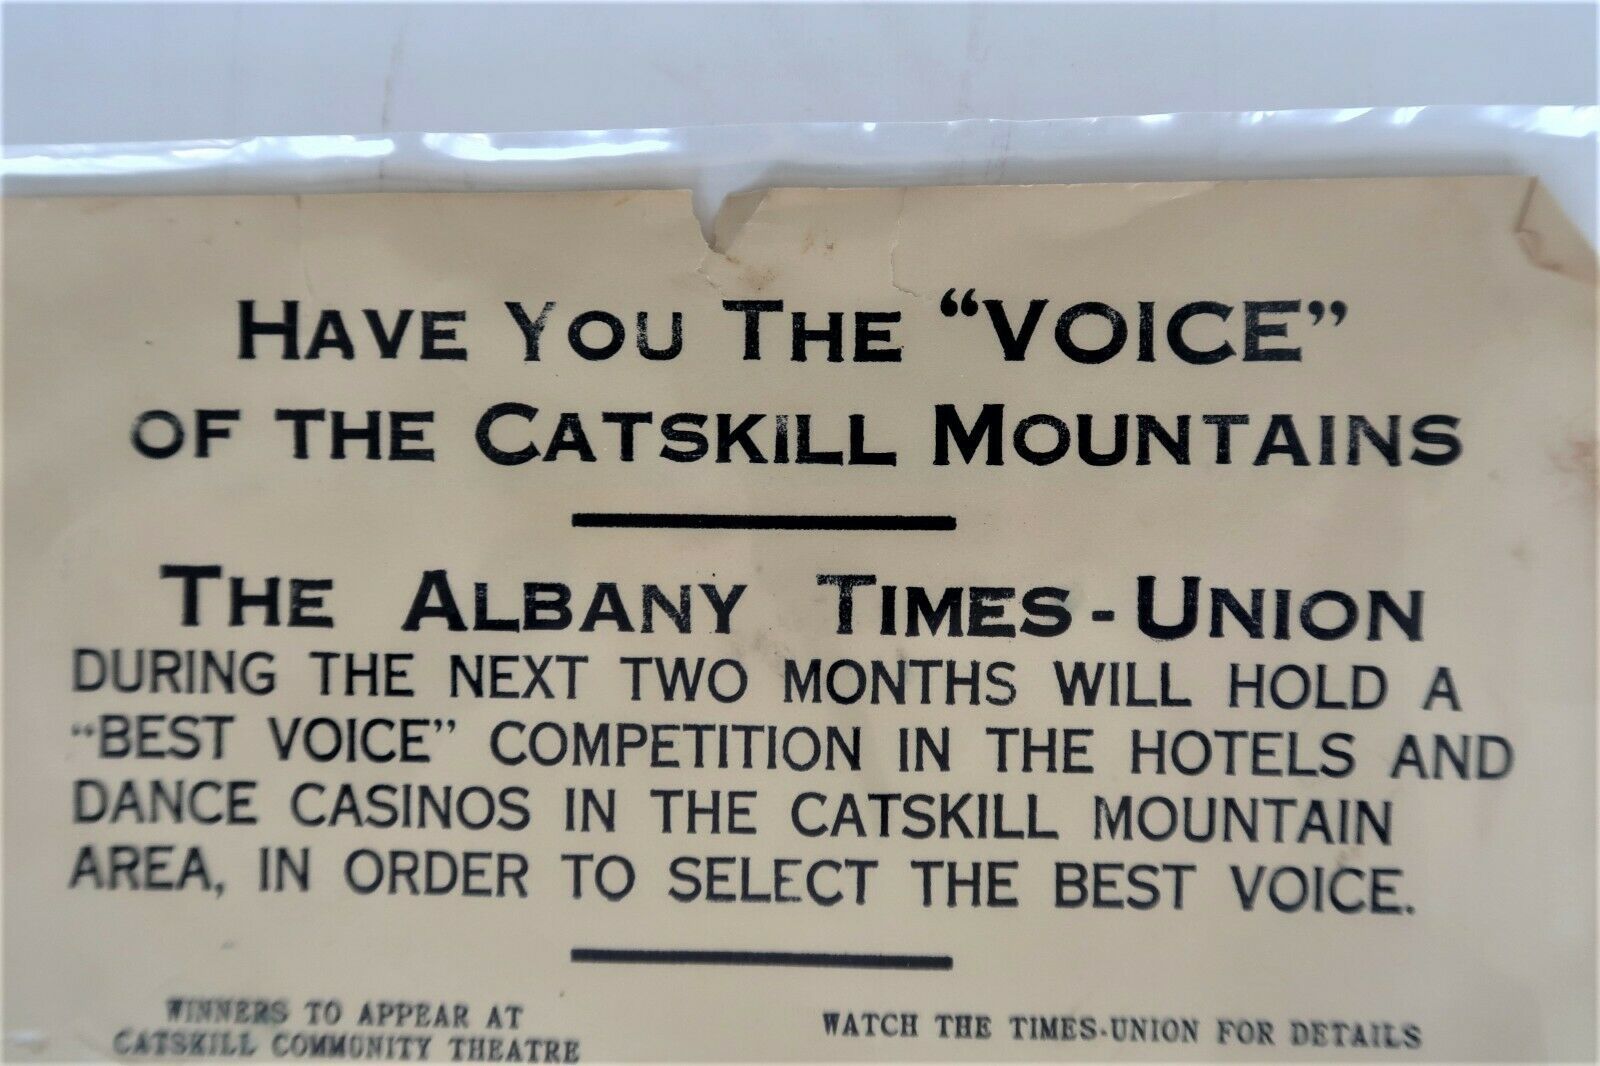 HAVE YOU THE “VOICE”
OF THE CATSKILL MOUNTAINS
THE ALBANY TIMES-UNION
DURING THE NEXT TWO MONTHS WILL HOLD A
“BEST VOICE” COMPETITION IN THE HOTELS AND
DANCE CASINOS IN THE CATSKILL MOUNTAIN
AREA, IN ORDER TO SELECT THE BEST VOICE.
WINNERS TO APPEAR AT
CATSKILL COMMUNITY THEATRE
WATCH THE TIMES-UNION FOR DETAILS